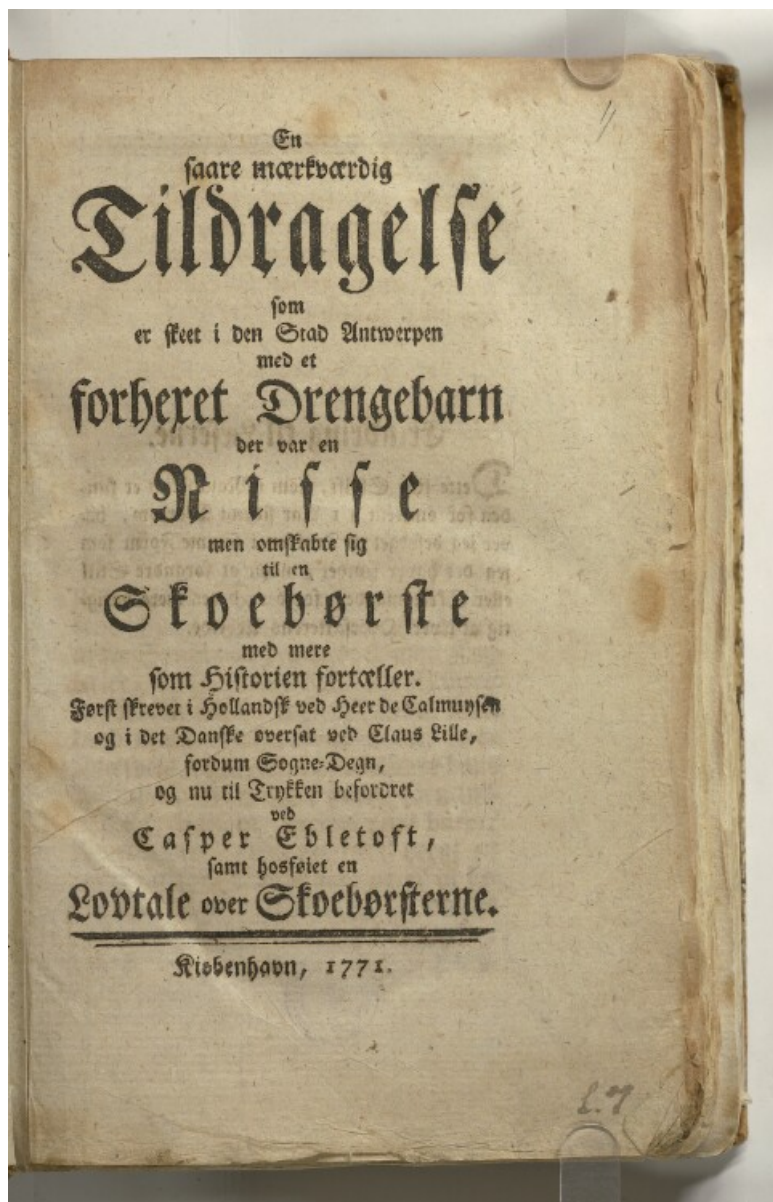 En
saare mærkværdig
Tildragelse
som
er skeet i den Stad Antwerpen
med et
forhexet Drengebarn
der var en
Nisse
men omskabte sig
til en
Skoebørste
med mere
som Historien fortæller.
Først skrevet i Hollandsk ved Heer de Calmuysen
og i det Danske oversat ved Claus Lille,
fordum Sogne-Degn,
og nu til Trykken befordret
ved
Casper Ebletoft,
samt hosføiet en
Lovtale over Skoebørsterne.
Kiøbenhavn, 1771.